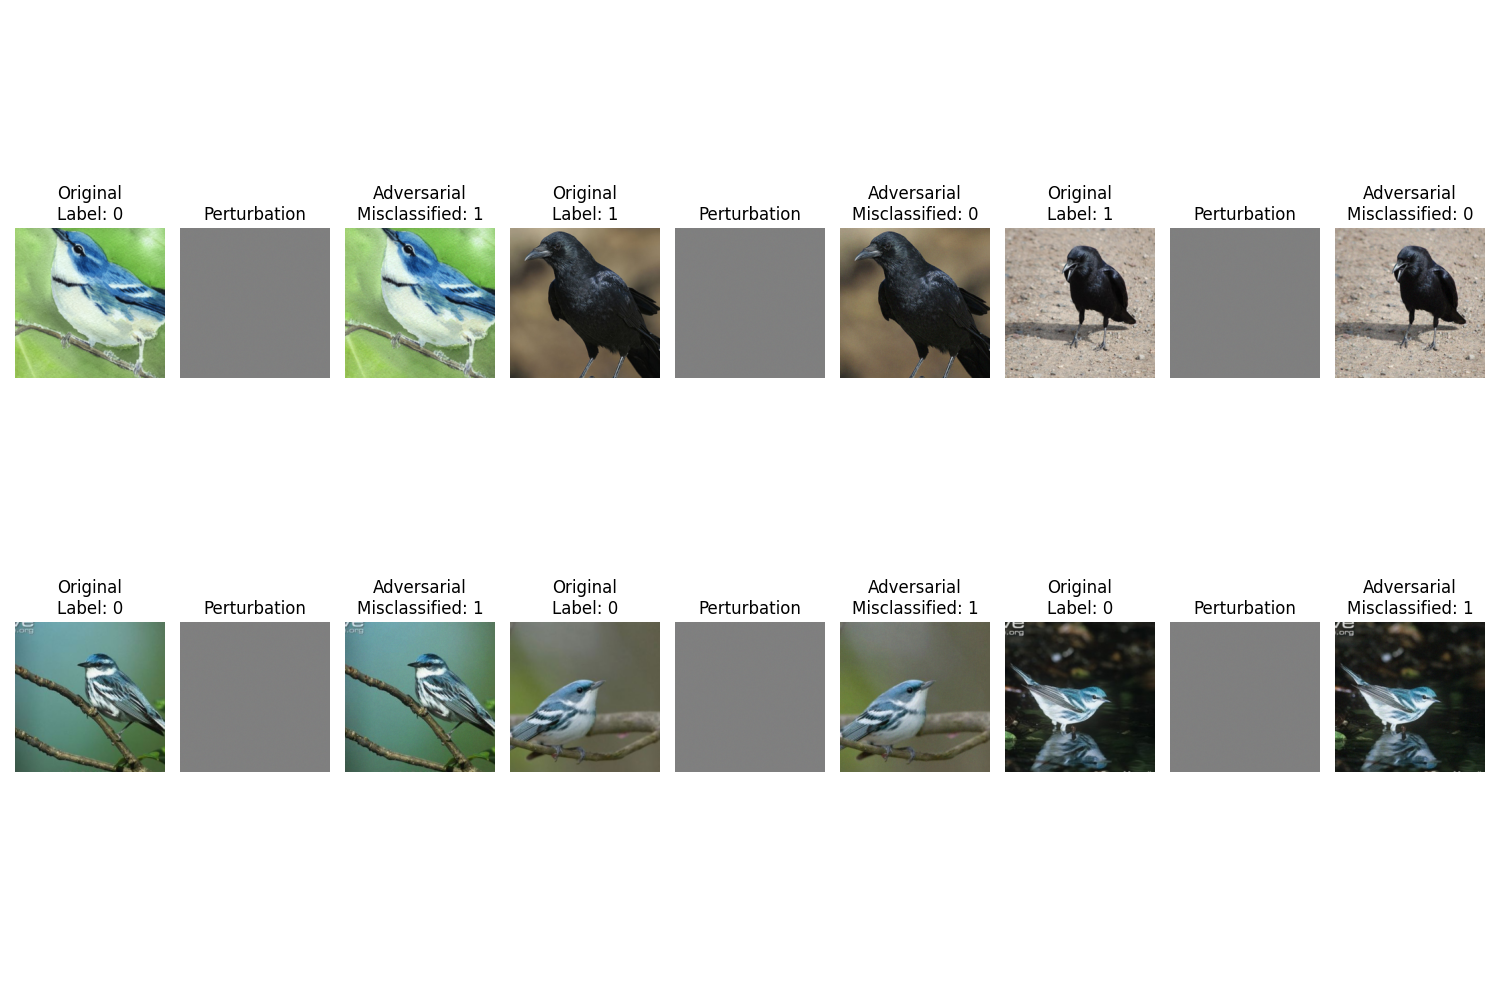 Original
Label: 0
Perturbation
Adversarial
Misclassified: 1
Original
Label: 1
Perturbation
Adversarial
Misclassified: 0
Original
Label: 1
Perturbation
Adversarial
Misclassified: 0
Original
Label: 0
Perturbation
Adversarial
Misclassified: 1
Original
Label: 0
Perturbation
Adversarial
Misclassified: 1
Original
Label: 0
Perturbation
Adversarial
Misclassified: 1